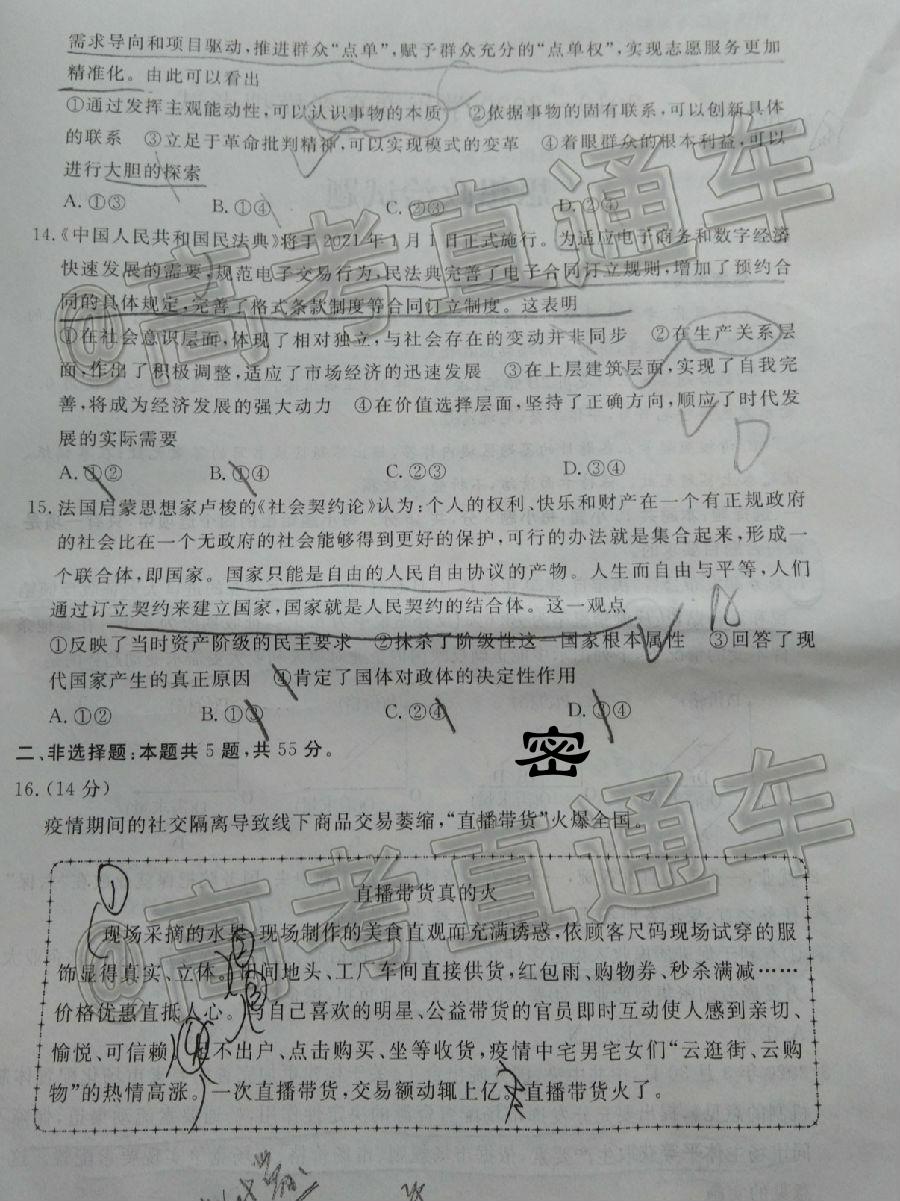 需求导向和项目驱动,推进群众“点单”,赋予群众充分的“点单权”,实现志愿服务更加
精准化。由此可以看出
①通过发挥主观能动性,可以认识事物的本质 ②依据事物的固有联系,可以创新具体
的联系 ③立足于革命批判精神,可以实现模式的变革 ④着眼群众的根本利益,可以
进行大胆的探索
A.①③ B.①④ C.②③ D.②④
14.《中国人民共和国民法典》将于2021年1月1日正式施行。为适应电子商务和数字经济
快速发展的需要,规范电子交易行为,民法典完善了电子合同订立规则,增加了预约合
同的具体规定,完善了格式条款制度等合同订立制度。这表明
①在社会意识层面,体现了相对独立,与社会存在的变动并非同步 ②在生产关系层
面,作出了积极调整,适应了市场经济的迅速发展 ③在上层建筑层面,实现了自我完
善,将成为经济发展的强大动力 ④在价值选择层面,坚持了正确方向,顺应了时代发
展的实际需要
A.①② B.①④ C.②③ D.③④
D
15.法国启蒙思想家卢梭的《社会契约论》认为:个人的权利、快乐和财产在一个有正规政府
的社会比在一个无政府的社会能够得到更好的保护,可行的办法就是集合起来,形成一
个联合体,即国家。国家只能是自由的人民自由协议的产物。人生而自由与平等,人们
通过订立契约来建立国家,国家就是人民契约的结合体。这一观点
①反映了当时资产阶级的民主要求 ②抹杀了阶级性这一国家根本属性 ③回答了现
代国家产生的真正原因 ④肯定了国体对政体的决定性作用
A.①② B.①③ C.②④ D.③④
密
二、非选择题:本题共5题,共55分。
16.(14分)
疫情期间的社交隔离导致线下商品交易萎缩,“直播带货”火爆全国。
直播带货真的火
①
现场采摘的水果、现场制作的美食直观而充满诱惑,依顾客尺码现场试穿的服
饰显得真实、立体。②田间地头、工厂车间直接供货,红包雨、购物券、秒杀满减……
价格优惠直抵人心。③与自己喜欢的明星、公益带货的官员即时互动使人感到亲切、
愉悦、可信赖。④足不出户、点击购买、坐等收货,疫情中宅男宅女们“云逛街、云购
物”的热情高涨。一次直播带货,交易额动辄上亿。直播带货火了。
@高考直通车
@高考直通车